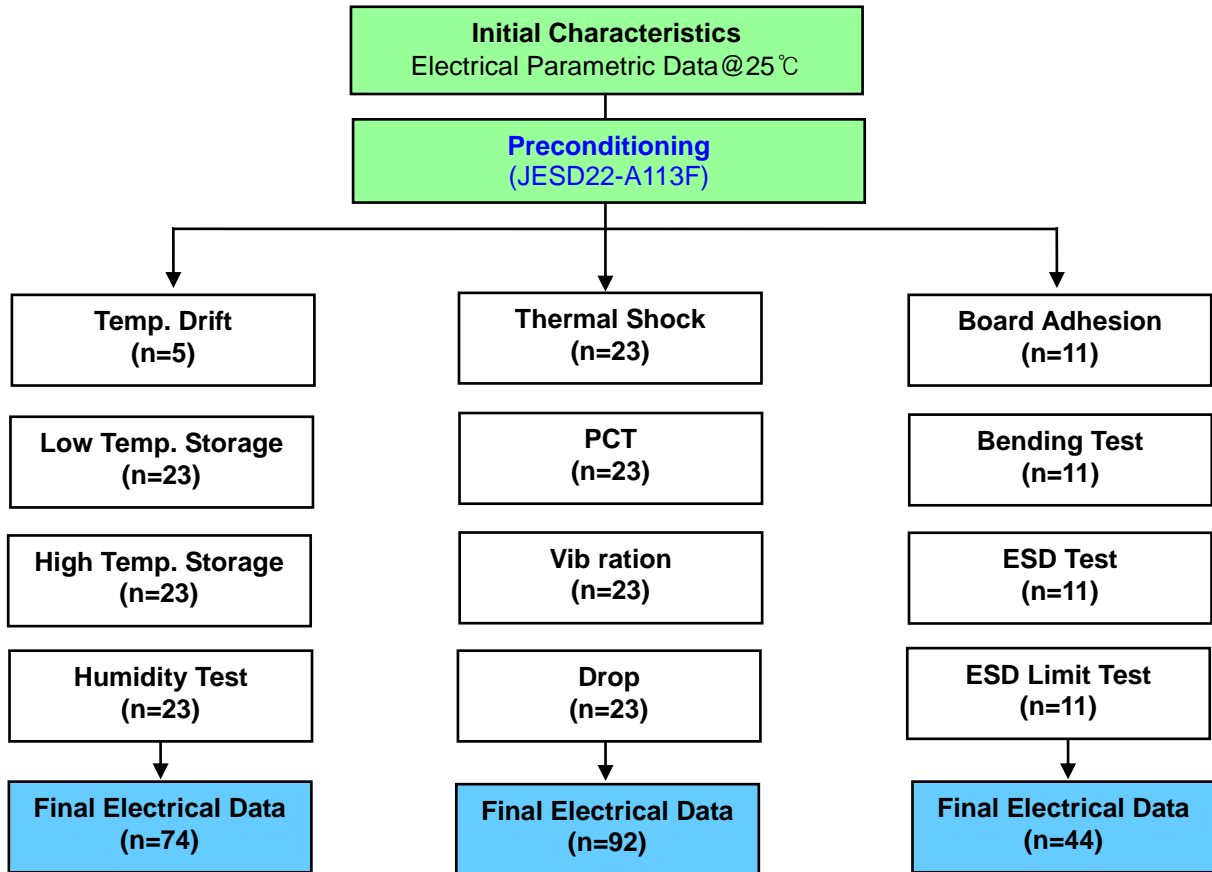 Initial Characteristics
Electrical Parametric Data@25℃
Preconditioning
(JESD22-A113F)
Temp. Drift
(n=5)
Low Temp. Storage
(n=23)
High Temp. Storage
(n=23)
Humidity Test
(n=23)
Final Electrical Data
(n=74)
Thermal Shock
(n=23)
PCT
(n=23)
Vib ration
(n=23)
Drop
(n=23)
Final Electrical Data
(n=92)
Board Adhesion
(n=11)
Bending Test
(n=11)
ESD Test
(n=11)
ESD Limit Test
(n=11)
Final Electrical Data
(n=44)